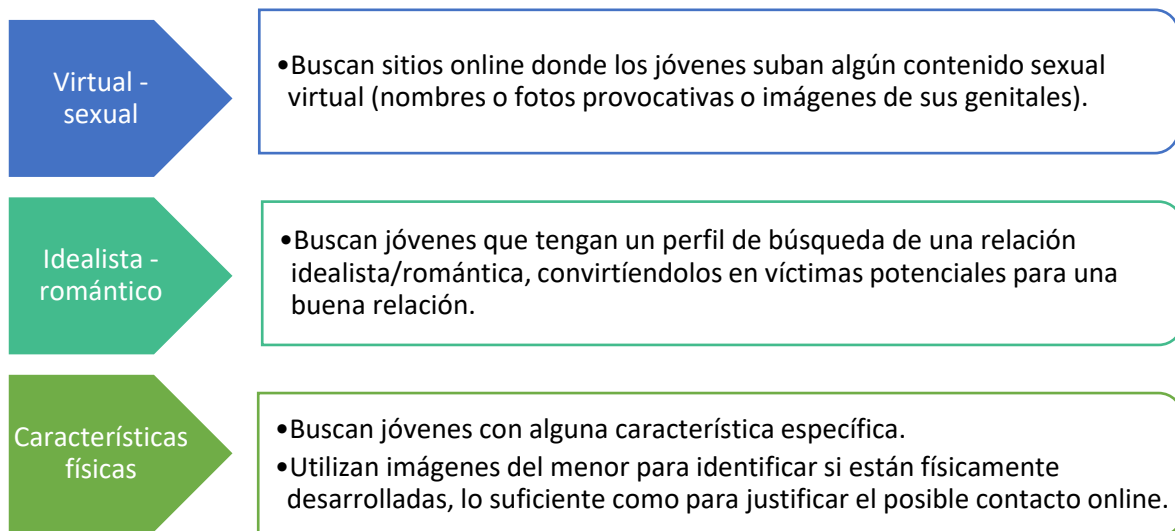 Virtual -
sexual
•Buscan sitios online donde los jóvenes suban algún contenido sexual
virtual (nombres o fotos provocativas o imágenes de sus genitales).
Idealista -
romántico
•Buscan jóvenes que tengan un perfil de búsqueda de una relación
idealista/romántica, convirtíendolos en víctimas potenciales para una
buena relación.
Características
físicas
•Buscan jóvenes con alguna característica específica.
•Utilizan imágenes del menor para identificar si están físicamente
desarrolladas, lo suficiente como para justificar el posible contacto online.